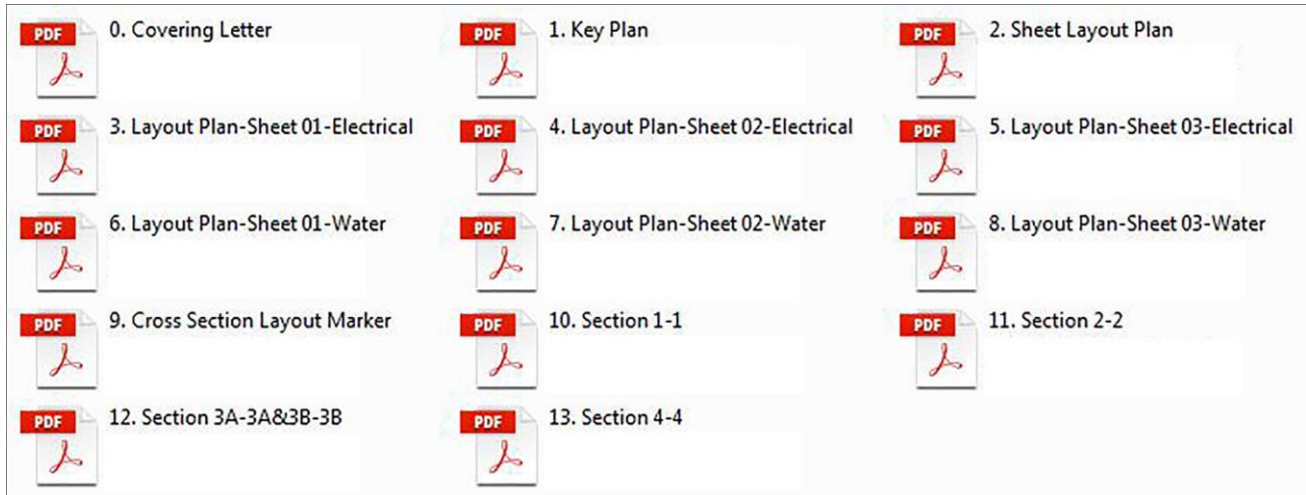 PDF 0. Covering Letter
PDF 1. Key Plan
PDF 2. Sheet Layout Plan
PDF 3. Layout Plan-Sheet 01-Electrical
PDF 4. Layout Plan-Sheet 02-Electrical
PDF 5. Layout Plan-Sheet 03-Electrical
PDF 6. Layout Plan-Sheet 01-Water
PDF 7. Layout Plan-Sheet 02-Water
PDF 8. Layout Plan-Sheet 03-Water
PDF 9. Cross Section Layout Marker
PDF 10. Section 1-1
PDF 11. Section 2-2
PDF 12. Section 3A-3A&3B-3B
PDF 13. Section 4-4